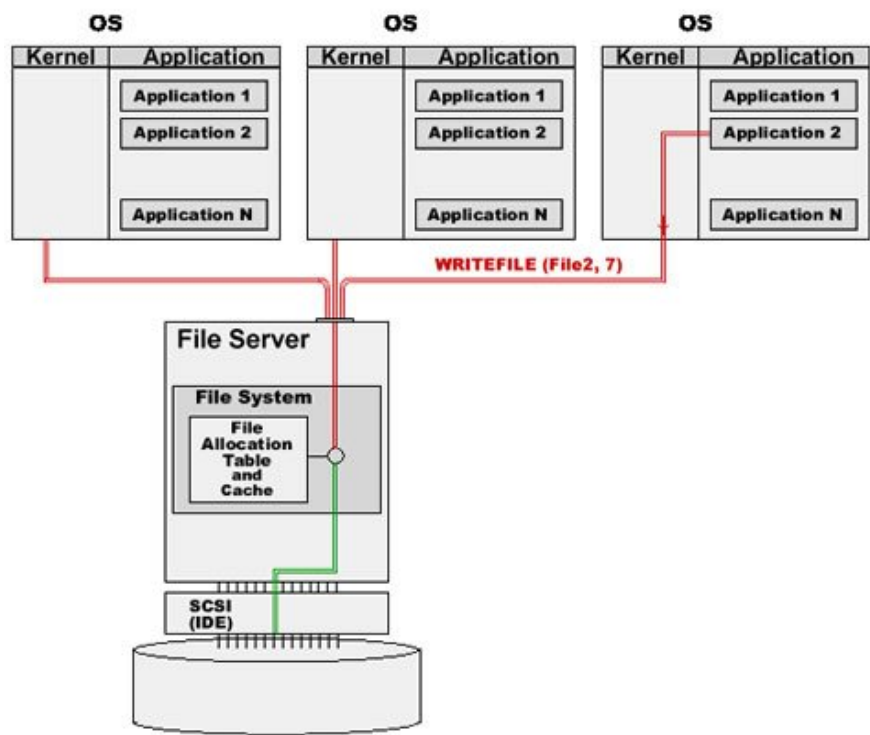 OS
Kernel
Application
Application 1
Application 2
Application N
OS
Kernel
Application
Application 1
Application 2
Application N
OS
Kernel
Application
Application 1
Application 2
Application N
WRITEFILE (File2, 7)
File Server
File System
File
Allocation
Table
and
Cache
SCSI
(IDE)